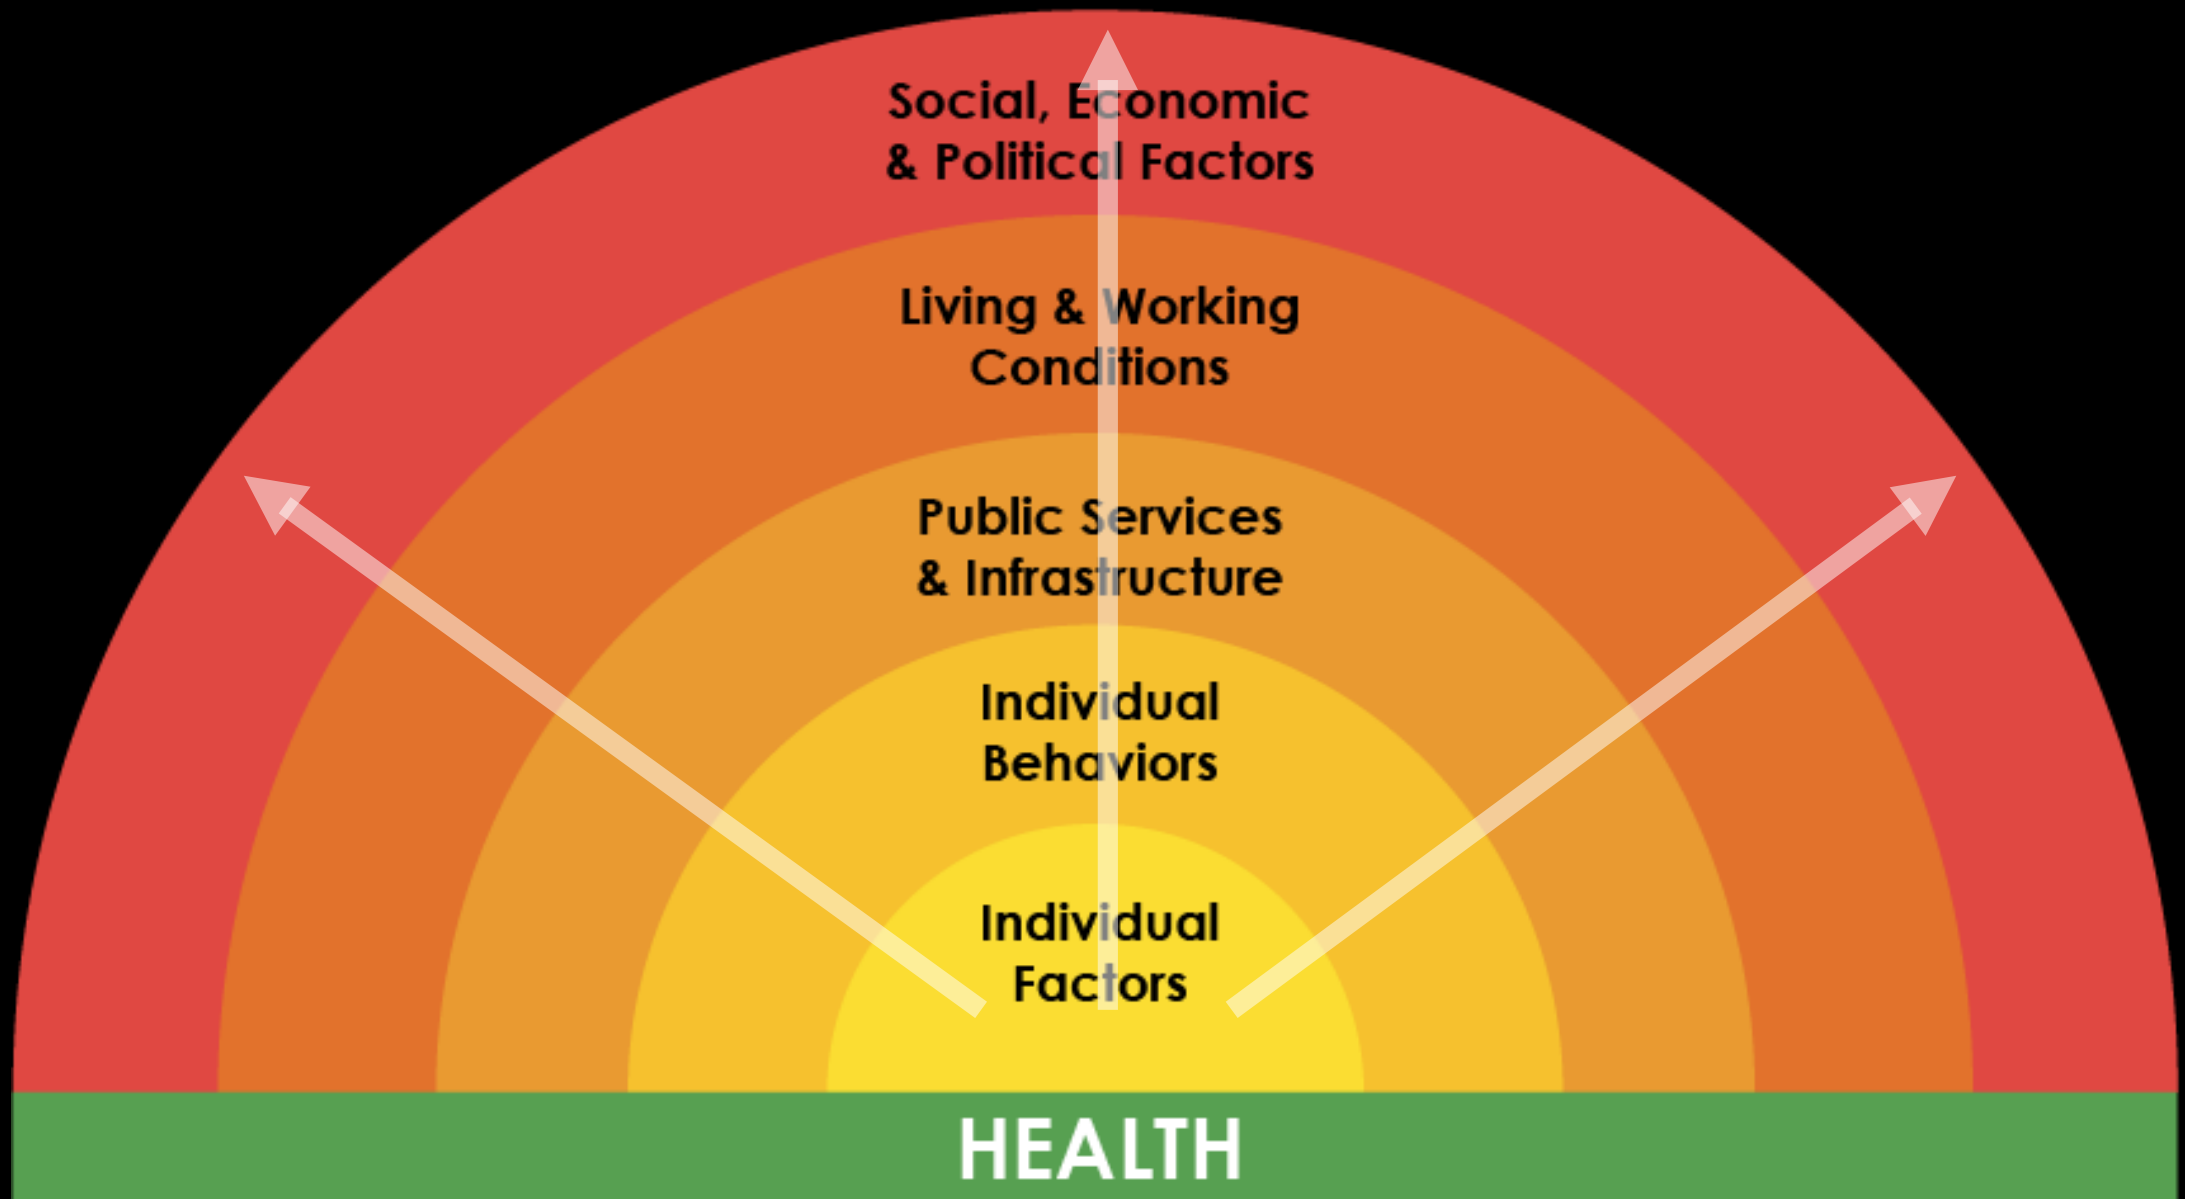 Social, Economic
& Political Factors
Living & Working
Conditions
Public Services
& Infrastructure
Individual
Behaviors
Individual
Factors
HEALTH